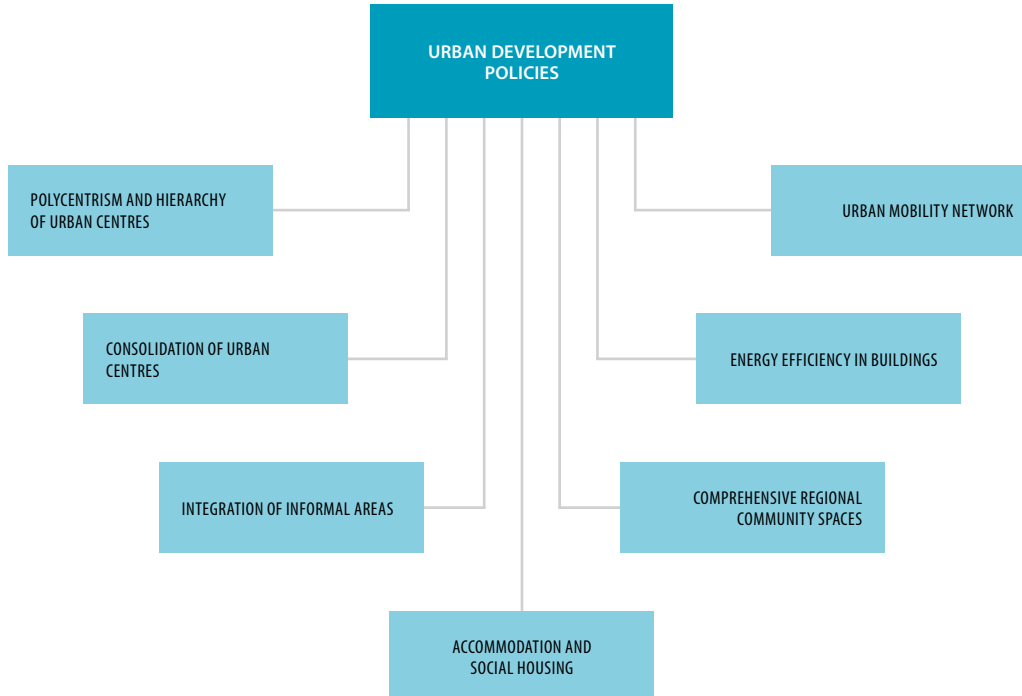 URBAN DEVELOPMENT
POLICIES
POLYCENTRISM AND HIERARCHY
OF URBAN CENTRES
URBAN MOBILITY NETWORK
CONSOLIDATION OF URBAN
CENTRES
ENERGY EFFICIENCY IN BUILDINGS
INTEGRATION OF INFORMAL AREAS
COMPREHENSIVE REGIONAL
COMMUNITY SPACES
ACCOMMODATION AND
SOCIAL HOUSING